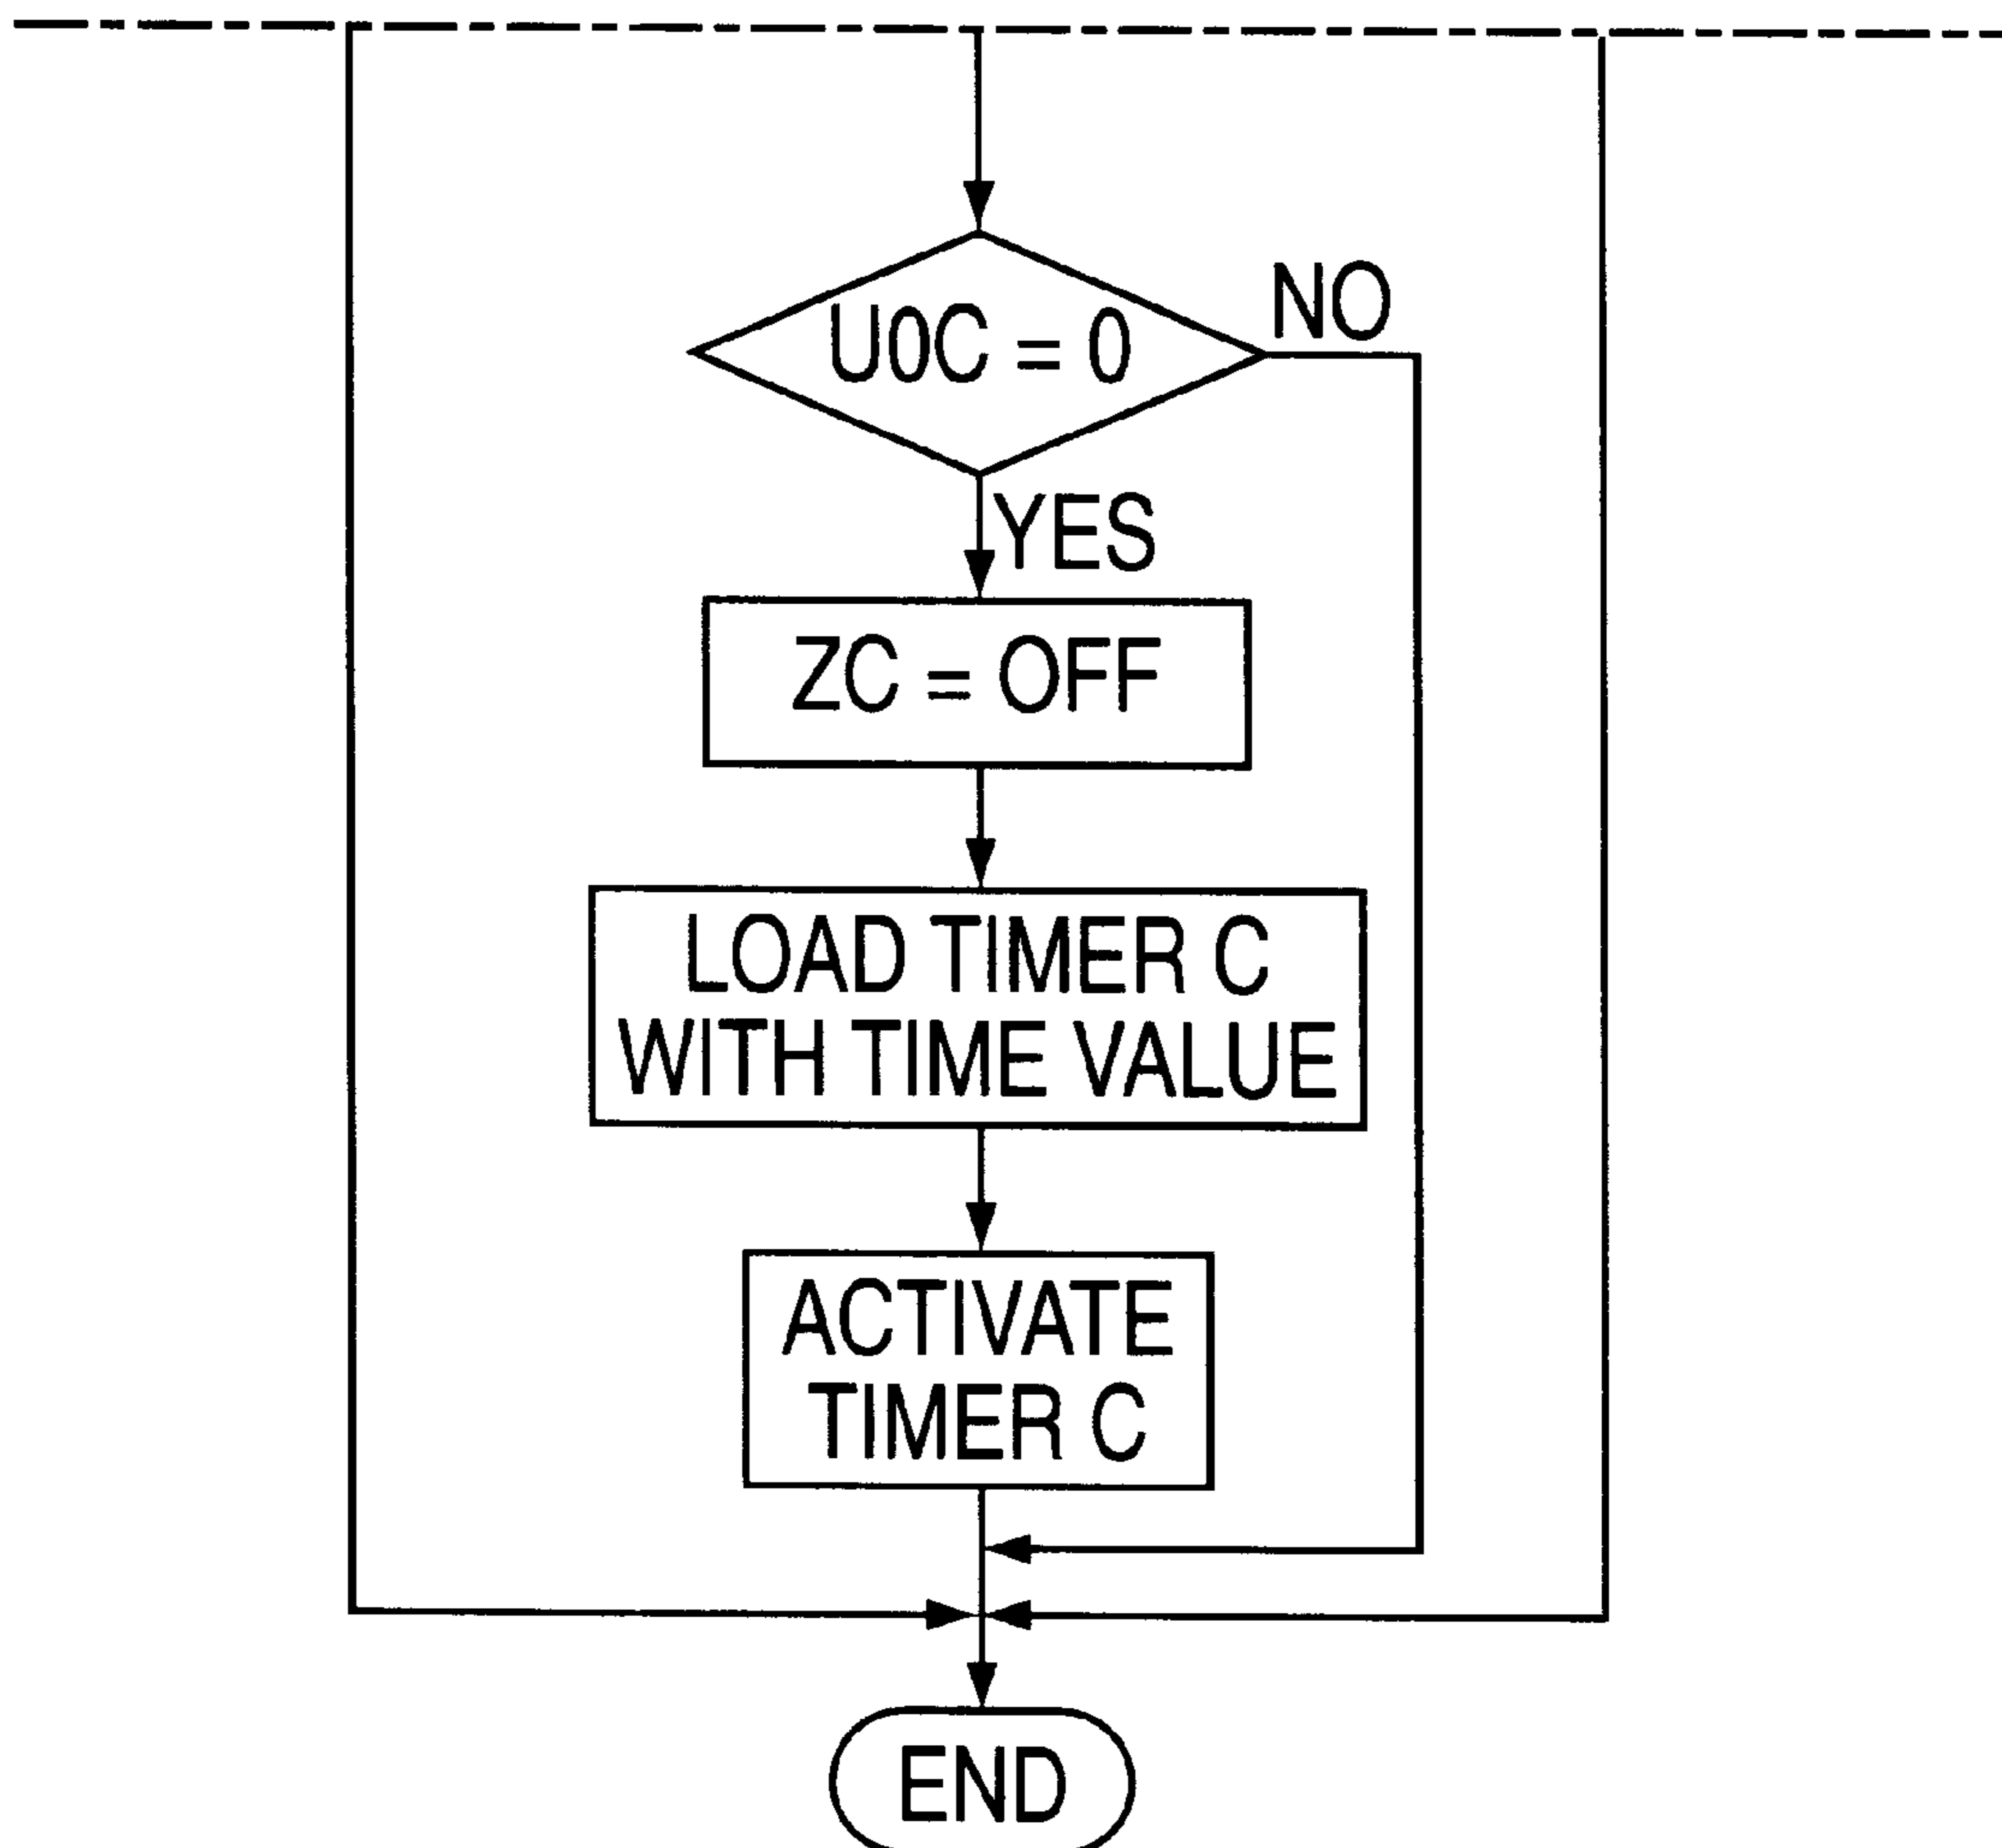 U0C = 0
NO
YES
ZC = OFF
LOAD TIMER C
WITH TIME VALUE
ACTIVATE
TIMER C
END